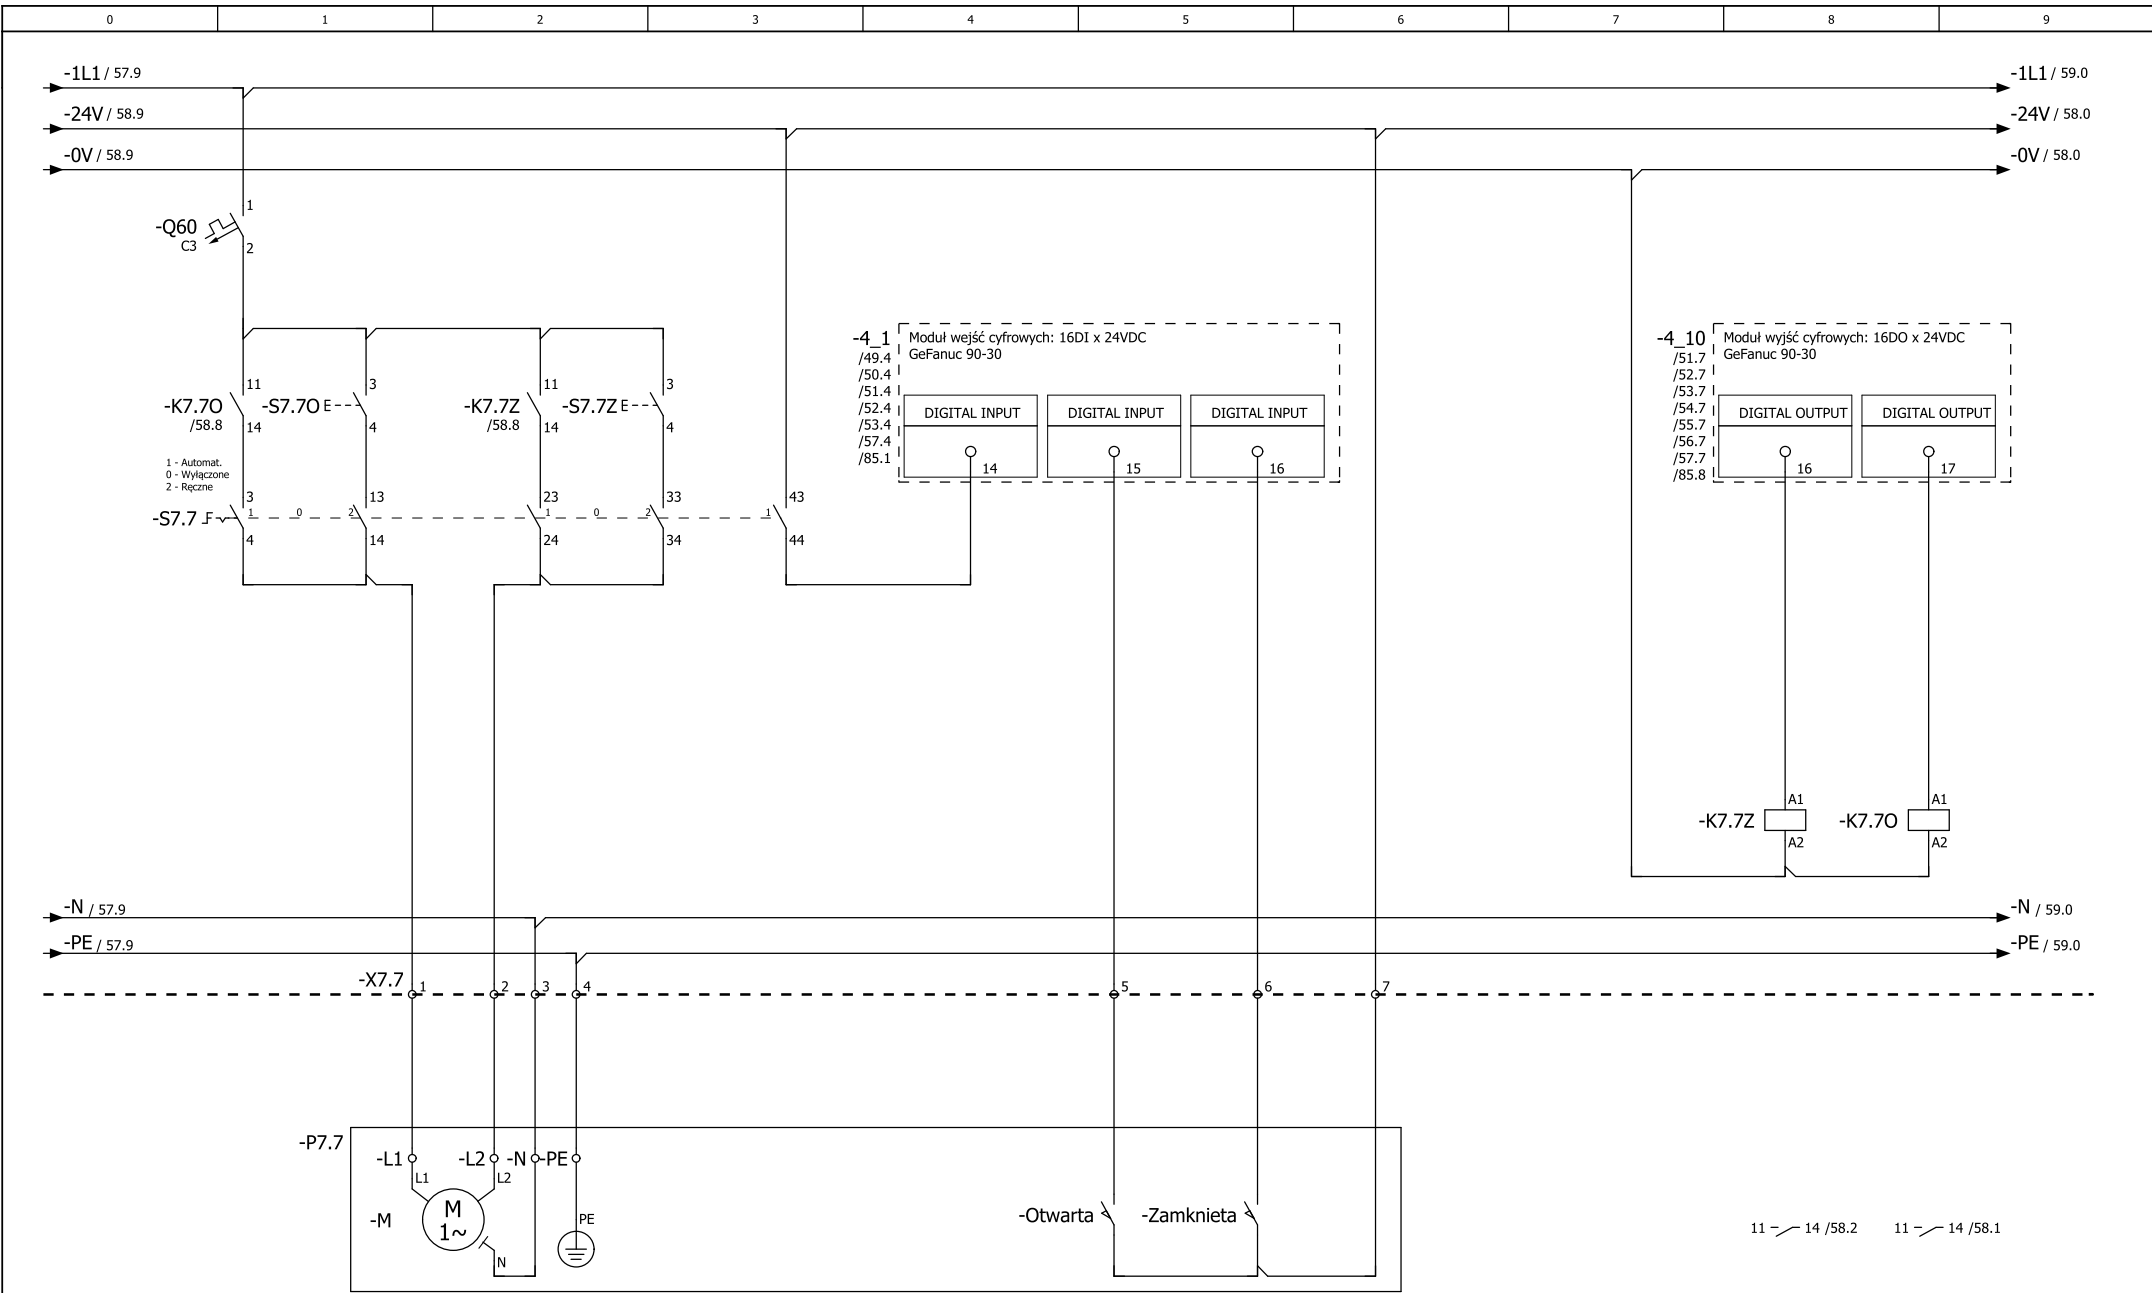 0 1 2 3 4 5 6 7 8 9
-1L1 / 57.9
-1L1 / 59.0
-24V / 58.9
-24V / 58.0
-0V / 58.9
-0V / 58.0
1
-Q60
C3
2
-4_1
Moduł wejść cyfrowych: 16DI x 24VDC
GeFanuc 90-30
/49.4
/50.4
/51.4
/52.4
/53.4
/57.4
/85.1
DIGITAL INPUT
DIGITAL INPUT
DIGITAL INPUT
14
15
16
-4_10
Moduł wyjść cyfrowych: 16DO x 24VDC
GeFanuc 90-30
/51.7
/52.7
/53.7
/54.7
/55.7
/56.7
/57.7
/85.8
DIGITAL OUTPUT
DIGITAL OUTPUT
16
17
11
3
11
3
-K7.7O
/58.8
-S7.7O
-K7.7Z
/58.8
-S7.7Z
14
4
14
4
1 - Automat.
0 - Wyłączone
2 - Ręczne
3
13
23
33
43
-S7.7
1 0 2 1 0 2 1
4
14
24
34
44
A1
A1
-K7.7Z
-K7.7O
A2
A2
-N / 57.9
-N / 59.0
-PE / 57.9
-PE / 59.0
-X7.7
1 2 3 4 5 6 7
-P7.7
-L1
-L2
-N
-PE
L1
L2
-M
M
1~
N
PE
-Otwarta
-Zamknieta
11 14 /58.2
11 14 /58.1